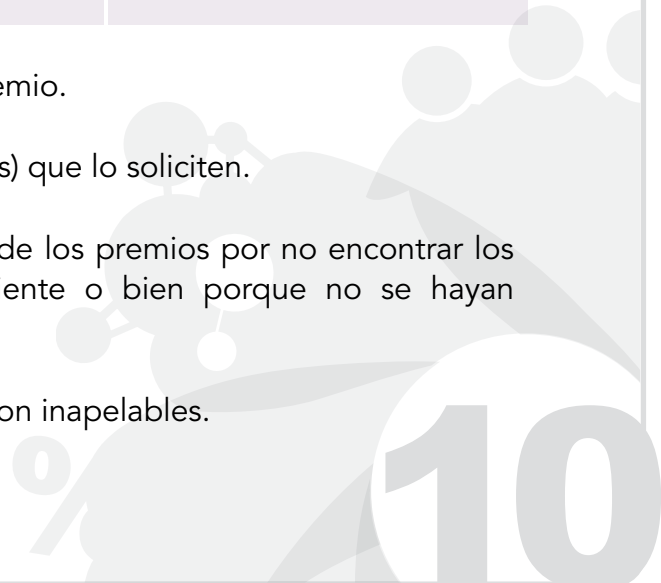 emio.
s) que lo soliciten.
de los premios por no encontrar los
iente o bien porque no se hayan
on inapelables.
%
10